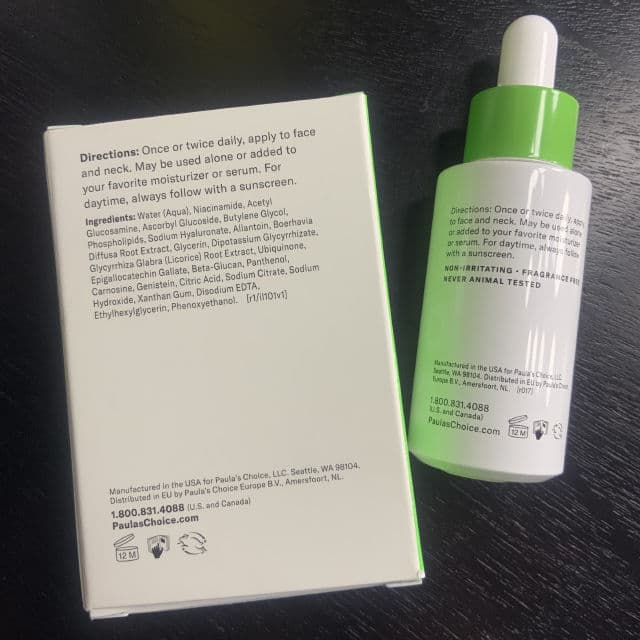 Directions: Once or twice daily, apply to face
and neck. May be used alone or added to
your favorite moisturizer or serum. For
daytime, always follow with a sunscreen.
Ingredients: Water (Aqua), Niacinamide, Acetyl
Glucosamine, Ascorbyl Glucoside, Butylene Glycol,
Phospholipids, Sodium Hyaluronate, Allantoin, Boerhavia
Diffusa Root Extract, Glycerin, Dipotassium Glycyrrhizate,
Glycyrrhiza Glabra (Licorice) Root Extract, Ubiquinone,
Epigallocatechin Gallate, Beta-Glucan, Panthenol,
Carnosine, Genistein, Citric Acid, Sodium Citrate, Sodium
Hydroxide, Xanthan Gum, Disodium EDTA,
Ethylhexylglycerin, Phenoxyethanol. [r1/il101v1]
Manufactured in the USA for Paula's Choice, LLC. Seattle, WA 98104.
Distributed in EU by Paula's Choice Europe B.V., Amersfoort, NL.
1.800.831.4088 (U.S. and Canada)
PaulasChoice.com
12 M
Directions: Once or twice daily, apply
to face and neck. May be used alone
or added to your favorite moisturizer
or serum. For daytime, always follow
with a sunscreen.
NON-IRRITATING • FRAGRANCE FREE
NEVER ANIMAL TESTED
Manufactured in the USA for Paula's Choice, LLC.
Seattle, WA 98104. Distributed in EU by Paula's Choice
Europe B.V., Amersfoort, NL. [r017]
1.800.831.4088
(U.S. and Canada)
PaulasChoice.com
12 M